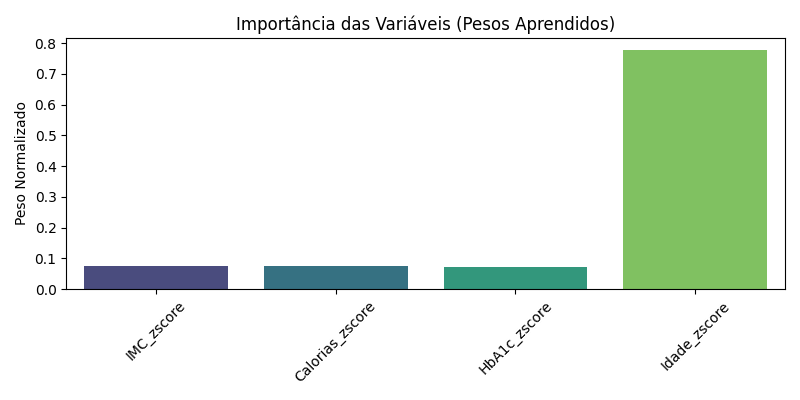 Importância das Variáveis (Pesos Aprendidos)
Peso Normalizado
0.8
0.7
0.6
0.5
0.4
0.3
0.2
0.1
0.0
IMC_zscore
Calorias_zscore
HbA1c_zscore
Idade_zscore